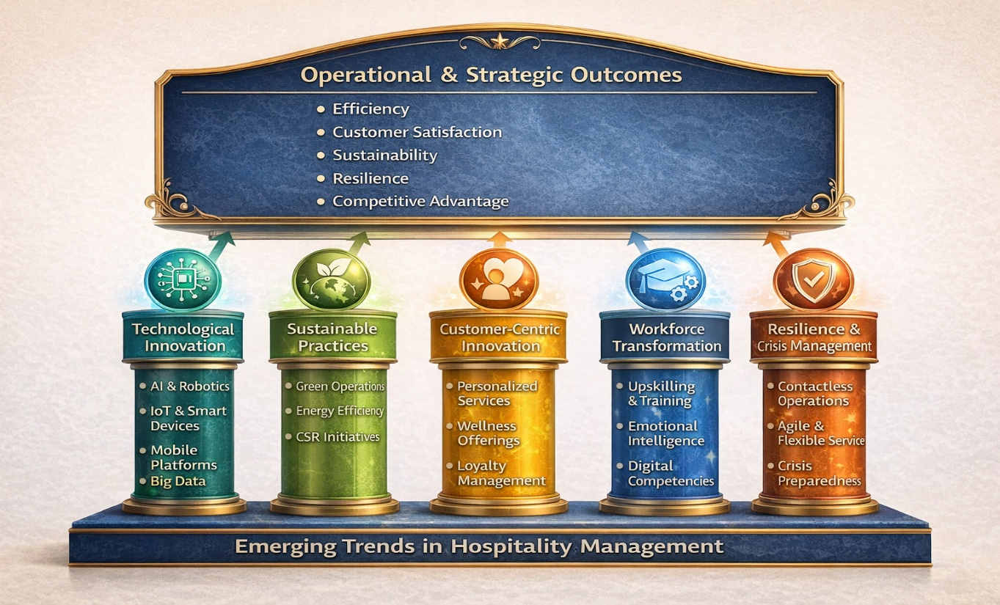 Operational & Strategic Outcomes
• Efficiency
• Customer Satisfaction
• Sustainability
• Resilience
• Competitive Advantage
Technological
Innovation
• AI & Robotics
• IoT & Smart
Devices
• Mobile
Platforms
• Big Data
Sustainable
Practices
• Green Operations
• Energy Efficiency
• CSR Initiatives
Customer-Centric
Innovation
• Personalized
Services
• Wellness
Offerings
• Loyalty
Management
Workforce
Transformation
• Upskilling
& Training
• Emotional
Intelligence
• Digital
Competencies
Resilience &
Crisis Management
• Contactless
Operations
• Agile &
Flexible Service
• Crisis
Preparedness
Emerging Trends in Hospitality Management